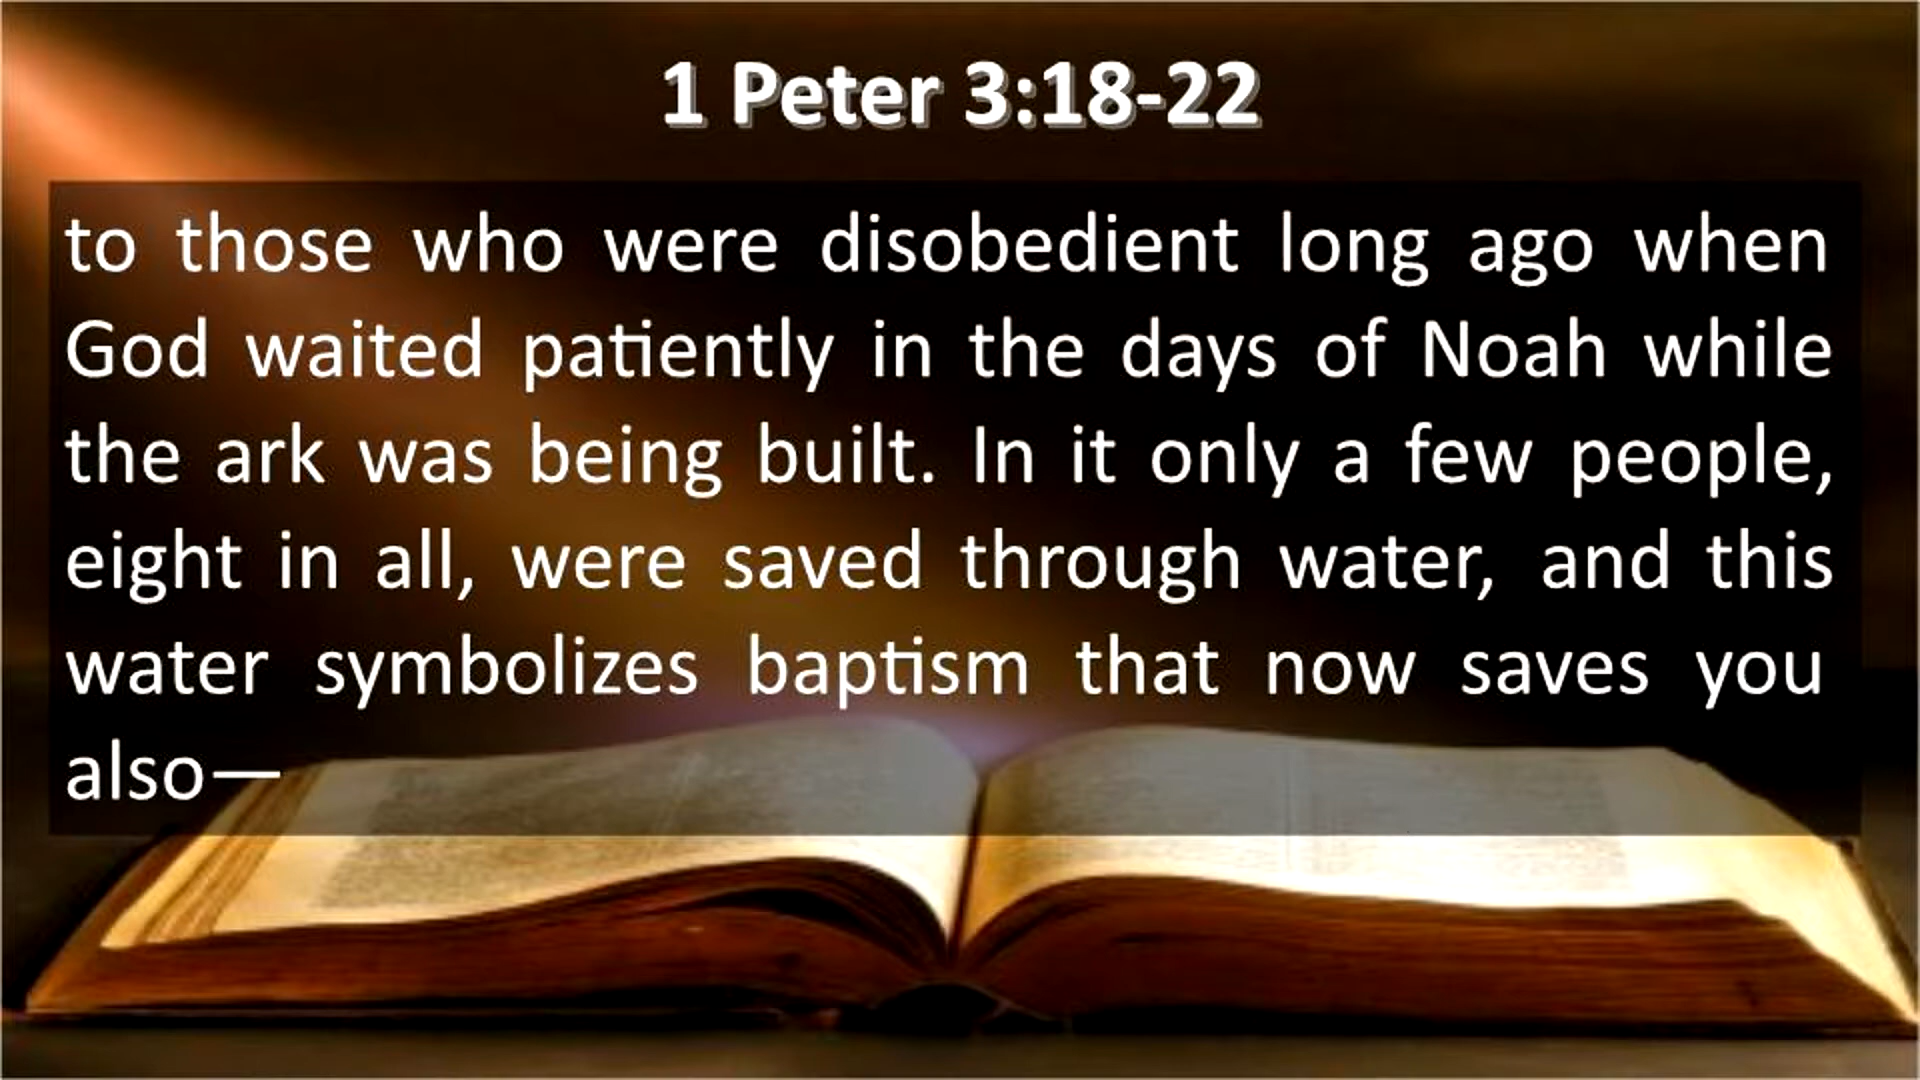 1 Peter 3:18-22
to those who were disobedient long ago when
God waited patiently in the days of Noah while
the ark was being built. In it only a few people,
eight in all, were saved through water, and this
water symbolizes baptism that now saves you
also—